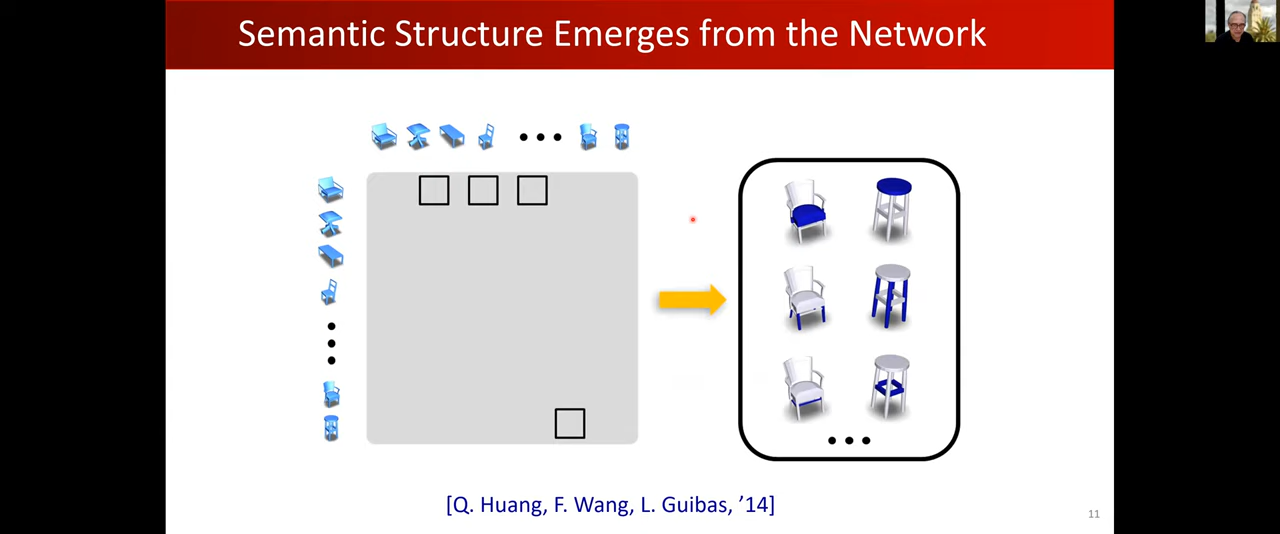 Semantic Structure Emerges from the Network
[Q. Huang, F. Wang, L. Guibas, ’14]
11